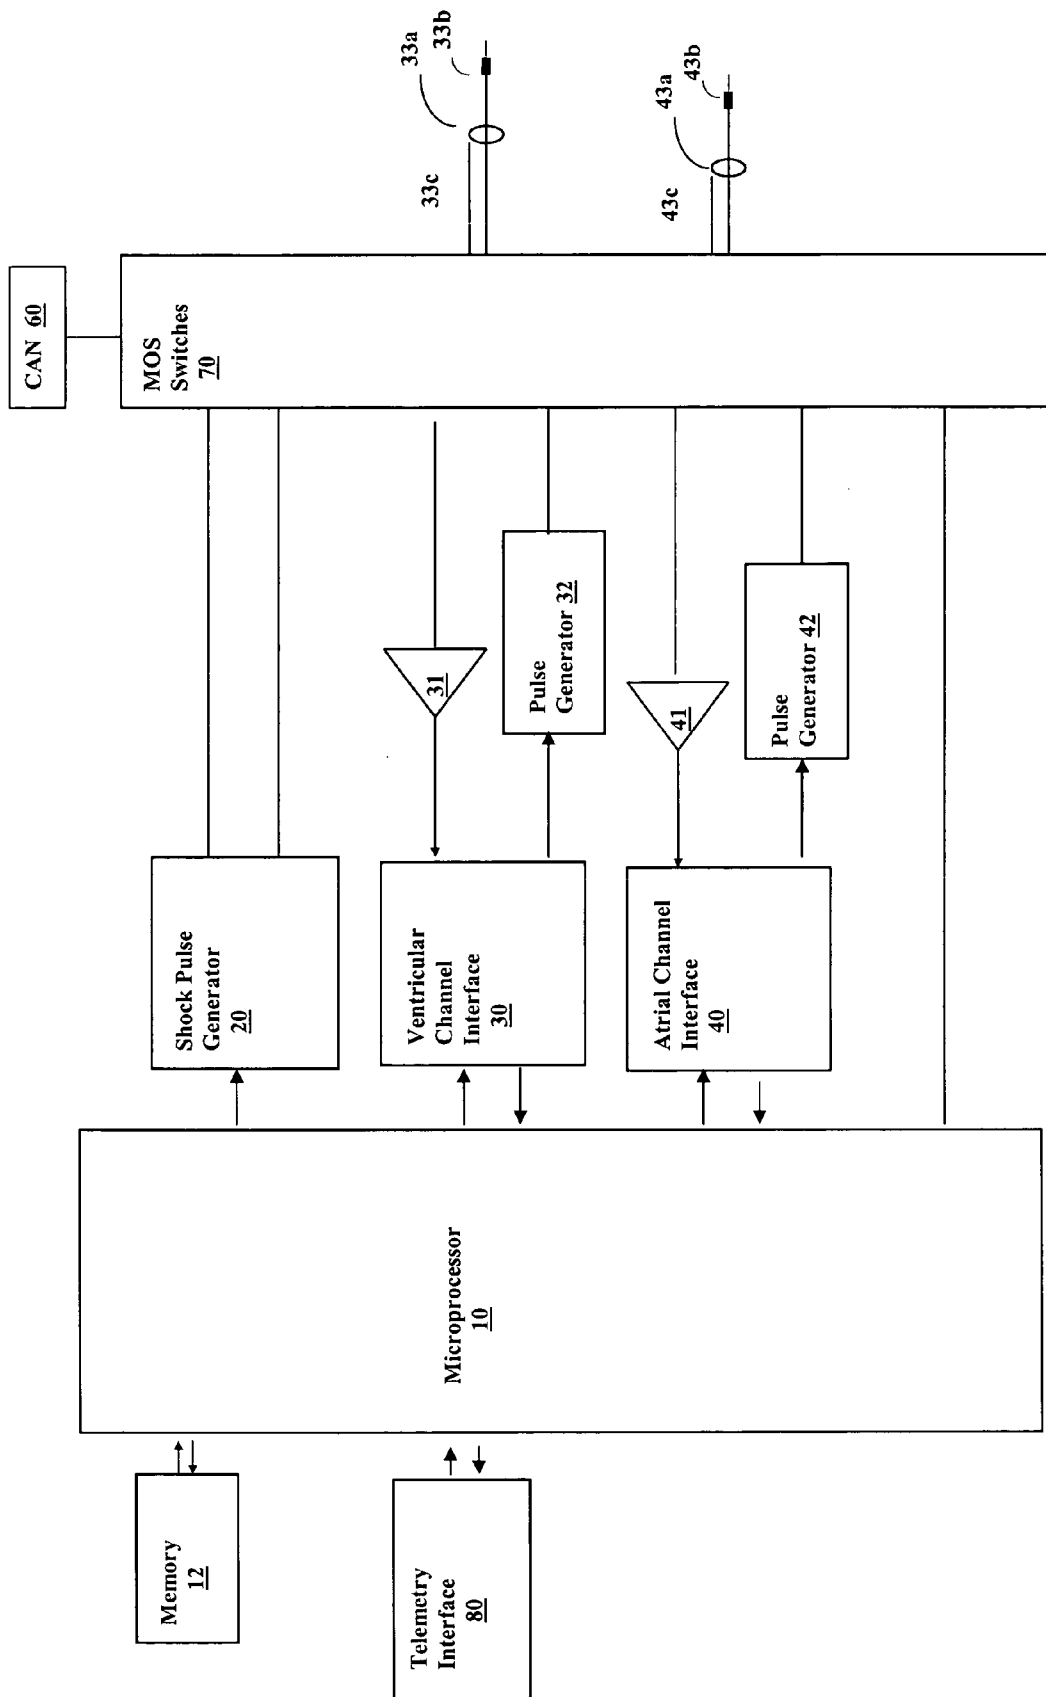 CAN 60
MOS
Switches
70
33a
33b
33c
43a
43b
43c
Shock Pulse
Generator
20
31
Pulse
Generator 32
Ventricular
Channel
Interface
30
41
Pulse
Generator 42
Atrial Channel
Interface
40
Microprocessor
10
Memory
12
Telemetry
Interface
80